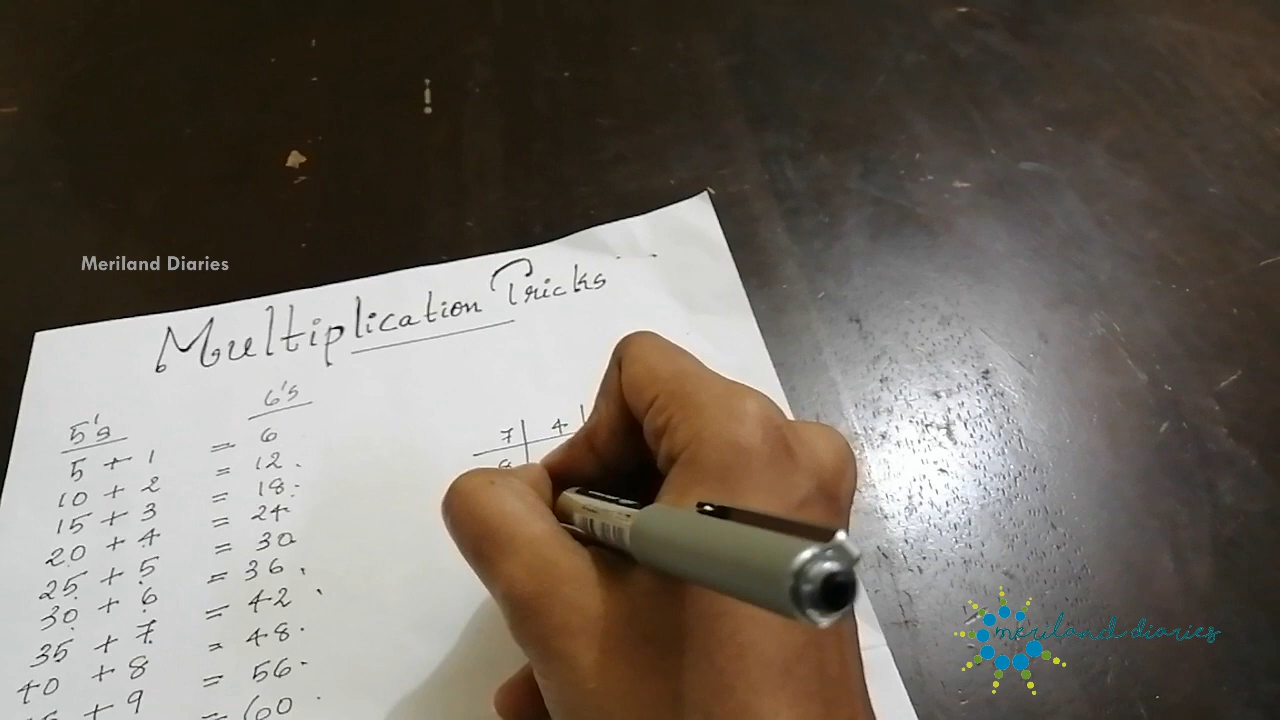 Meriland Diaries
Multiplication Tricks
5's 6's
5 + 1 = 6
10 + 2 = 12
15 + 3 = 18
20 + 4 = 24
25 + 5 = 30
30 + 6 = 36
35 + 7 = 42
40 + 8 = 48
+ 9 = 56
= 60
7 4
meriland diaries